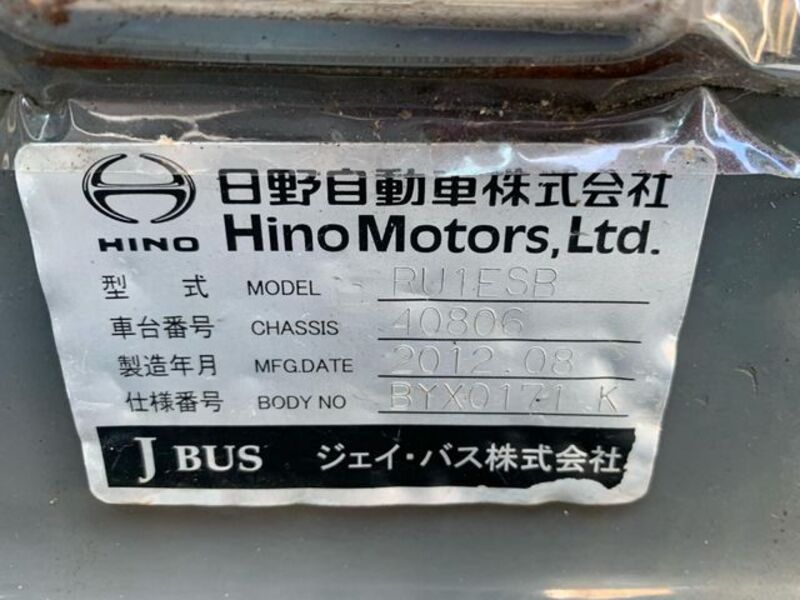 日野自動車株式会社
HINO Hino Motors, Ltd.
型 式 MODEL RU1ESB
車台番号 CHASSIS 40806
製造年月 MFG.DATE 2012.08
仕様番号 BODY NO BYX0171 K
J BUS ジェイ・バス株式会社